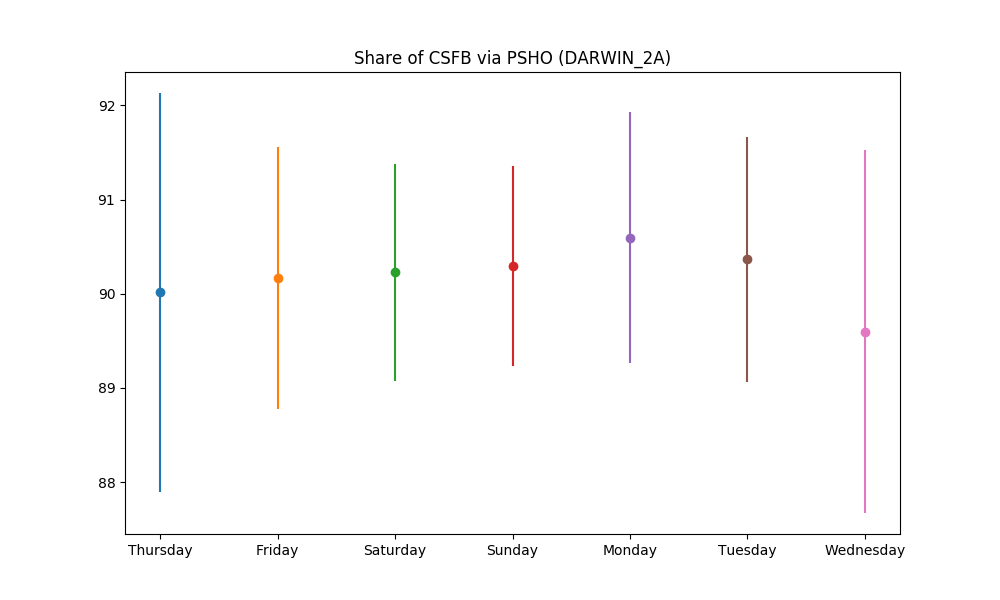 Share of CSFB via PSHO (DARWIN_2A)
92
91
90
89
88
Thursday Friday Saturday Sunday Monday Tuesday Wednesday